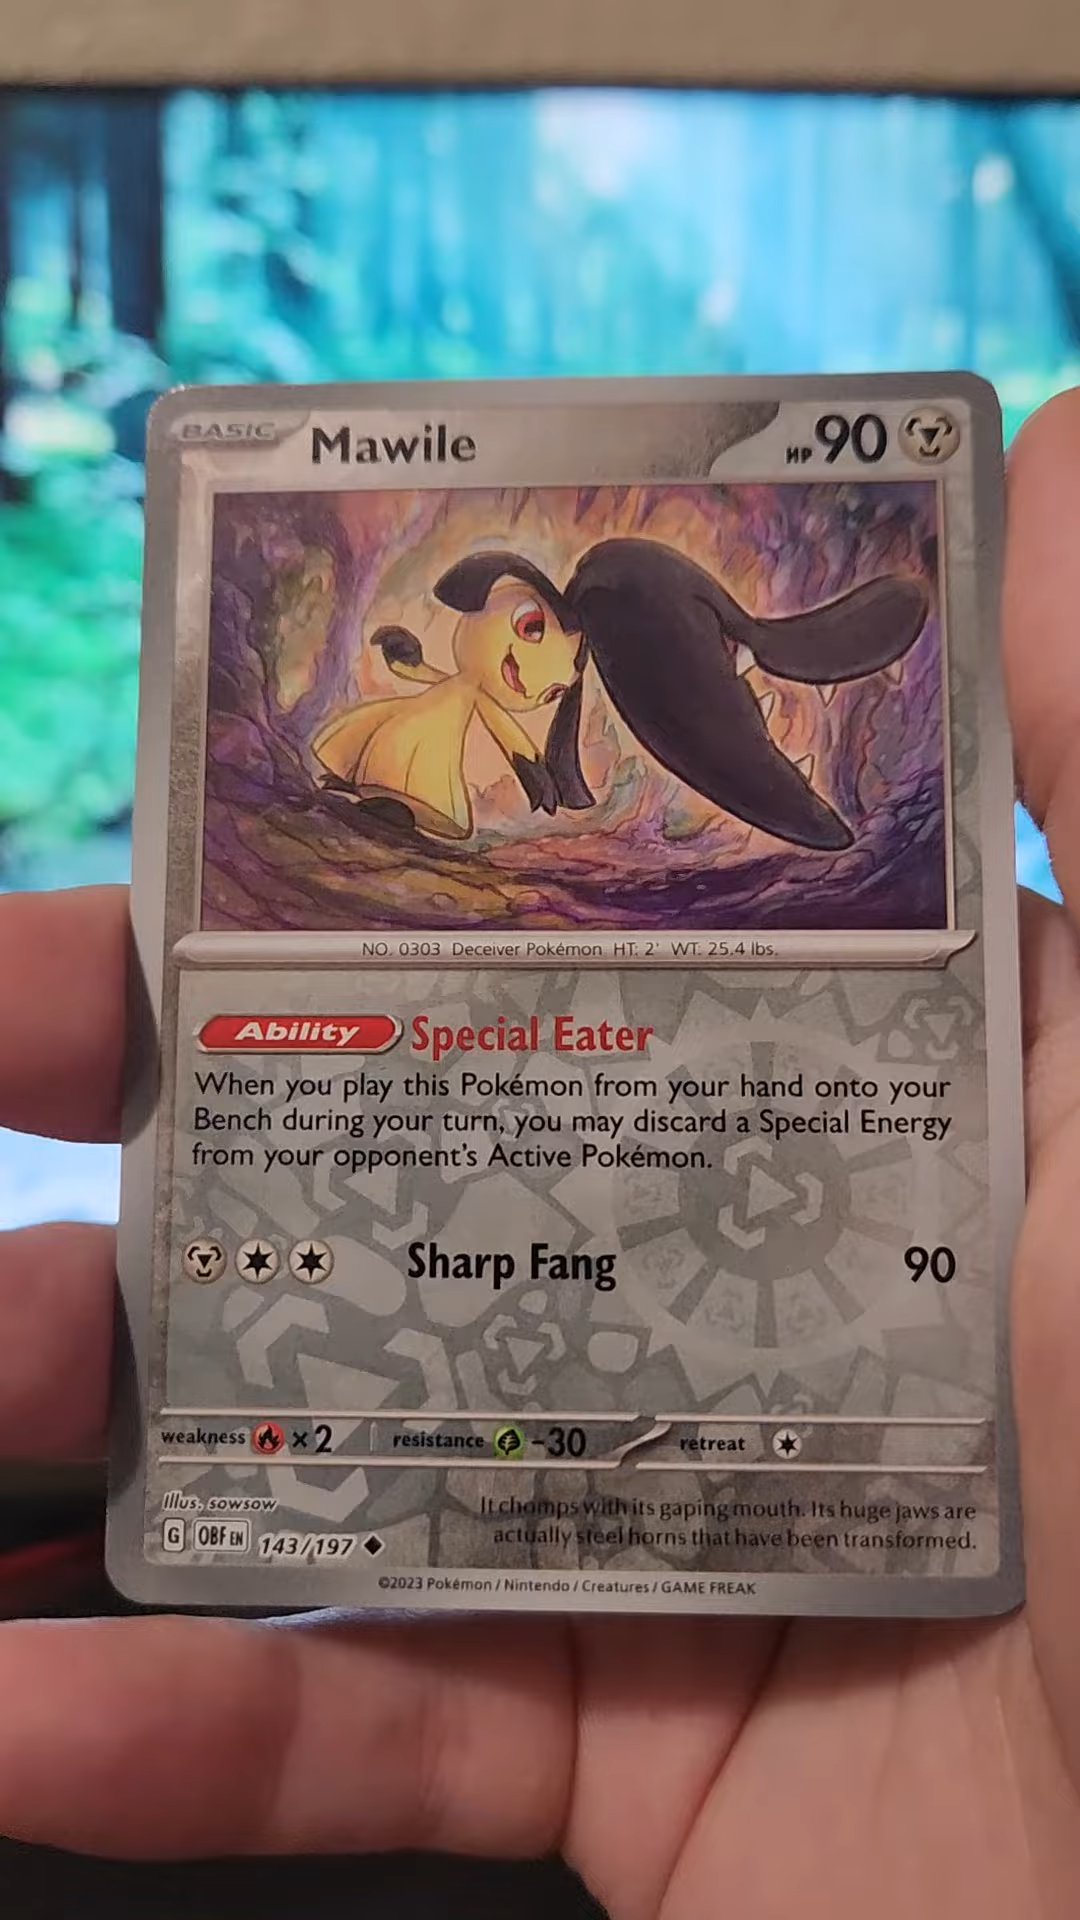 BASIC Mawile HP 90
NO. 0303 Deceiver Pokémon HT: 2' WT: 25.4 lbs.
Ability Special Eater
When you play this Pokémon from your hand onto your
Bench during your turn, you may discard a Special Energy
from your opponent's Active Pokémon.
Sharp Fang 90
weakness ×2 resistance -30 retreat
Illus. sowsow
It chomps with its gaping mouth. Its huge jaws are
actually steel horns that have been transformed.
G OBF EN 143/197
©2023 Pokémon / Nintendo / Creatures / GAME FREAK